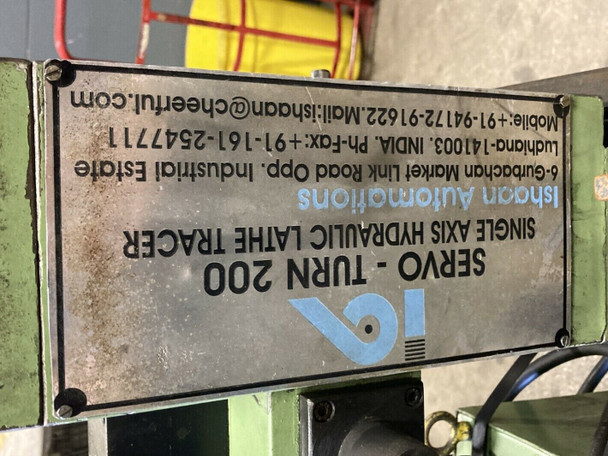 SERVO - TURN 200
SINGLE AXIS HYDRAULIC LATHE TRACER
Ishaan Automations
6-Gurbachan Market Link Road Opp. Industrial Estate
Ludhiana-141003. INDIA. Ph-Fax:+91-161-2547711
Mobile:+91-94172-91622.Mail:ishaan@cheerful.com